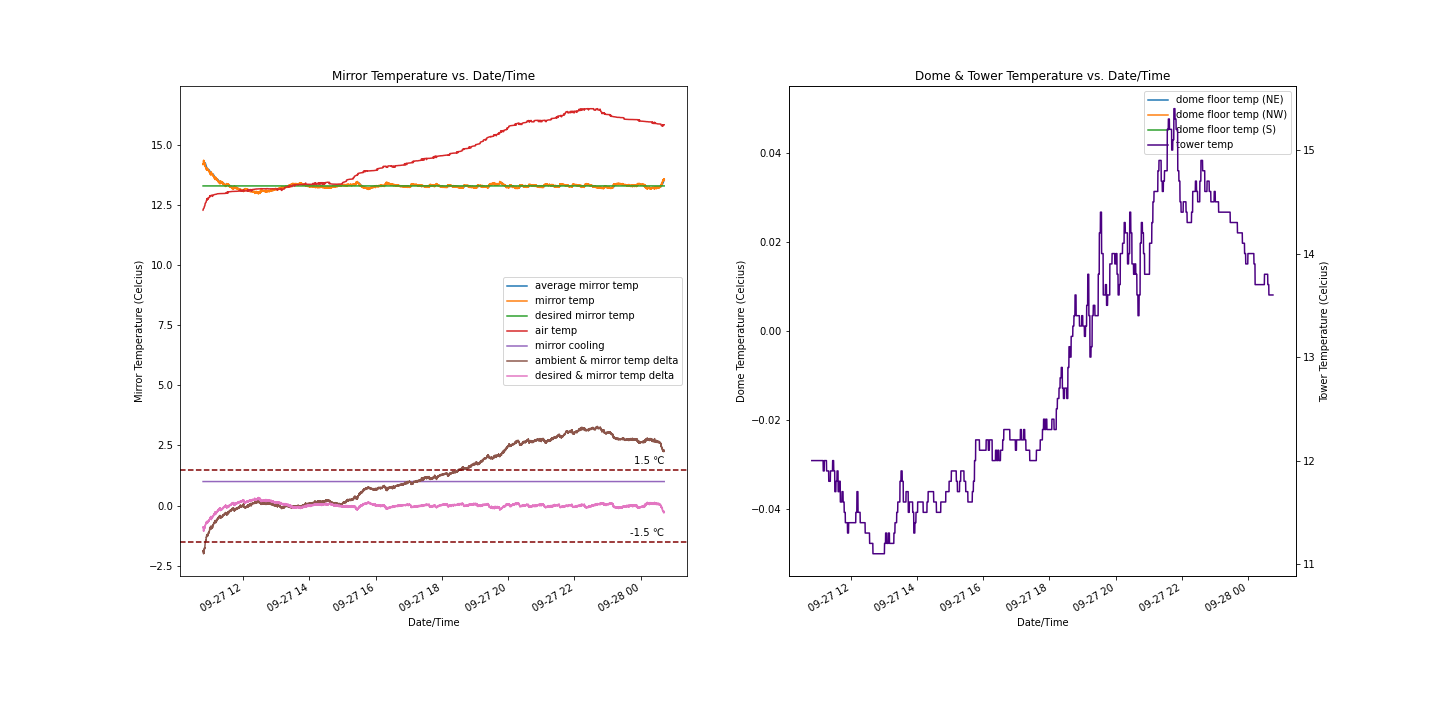 Mirror Temperature vs. Date/Time
15.0
12.5
10.0
7.5
5.0
2.5
0.0
−2.5
Mirror Temperature (Celcius)
average mirror temp
mirror temp
desired mirror temp
air temp
mirror cooling
ambient & mirror temp delta
desired & mirror temp delta
1.5 °C
-1.5 °C
09-27 12
09-27 14
09-27 16
09-27 18
09-27 20
09-27 22
09-28 00
Date/Time
Dome & Tower Temperature vs. Date/Time
0.04
0.02
0.00
−0.02
−0.04
Dome Temperature (Celcius)
dome floor temp (NE)
dome floor temp (NW)
dome floor temp (S)
tower temp
15
14
13
12
11
Tower Temperature (Celcius)
09-27 12
09-27 14
09-27 16
09-27 18
09-27 20
09-27 22
09-28 00
Date/Time